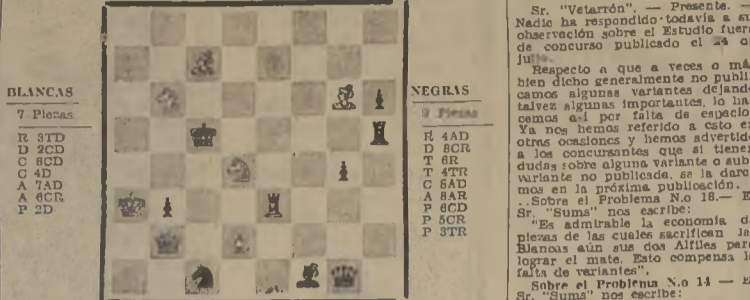 BLANCAS
7 Piezas
R 3TD
D 2CD
C 6CD
C 4D
A 7AD
A 6CR
P 2D
NEGRAS
9 Piezas
R 4AD
D 8CR
T 6R
T 4TR
C 8AD
A 8AR
P 6CD
P 5CR
P 3TR
Sr. "Vetarrón". — Presente. —
Nadie ha respondido todavía a su
observación sobre el Estudio fuera
de concurso publicado el 24 de
Respecto a que a veces o más
bien dicho generalmente no publi-
camos algunas variantes dejando
talvez algunas importantes, lo ha-
cemos así por falta de espacio.
Ya nos hemos referido a esto en
otras ocasiones y hemos advertido
a los concursantes que si tienen
dudas sobre alguna variante o sub-
variante no publicada, se la dare-
mos en la próxima publicación.
..Sobre el Problema N.o 18.— E
Sr. "Sums" nos escribe:
"Es admirable la economía de
piezas de las cuales sacrifican las
Blancas aún sus dos Alfiles para
lograr el mate. Esto compensa la
falta de variantes".
Sobre el Problema N.o 14 — E
Sr. "Sums" nos escribe: